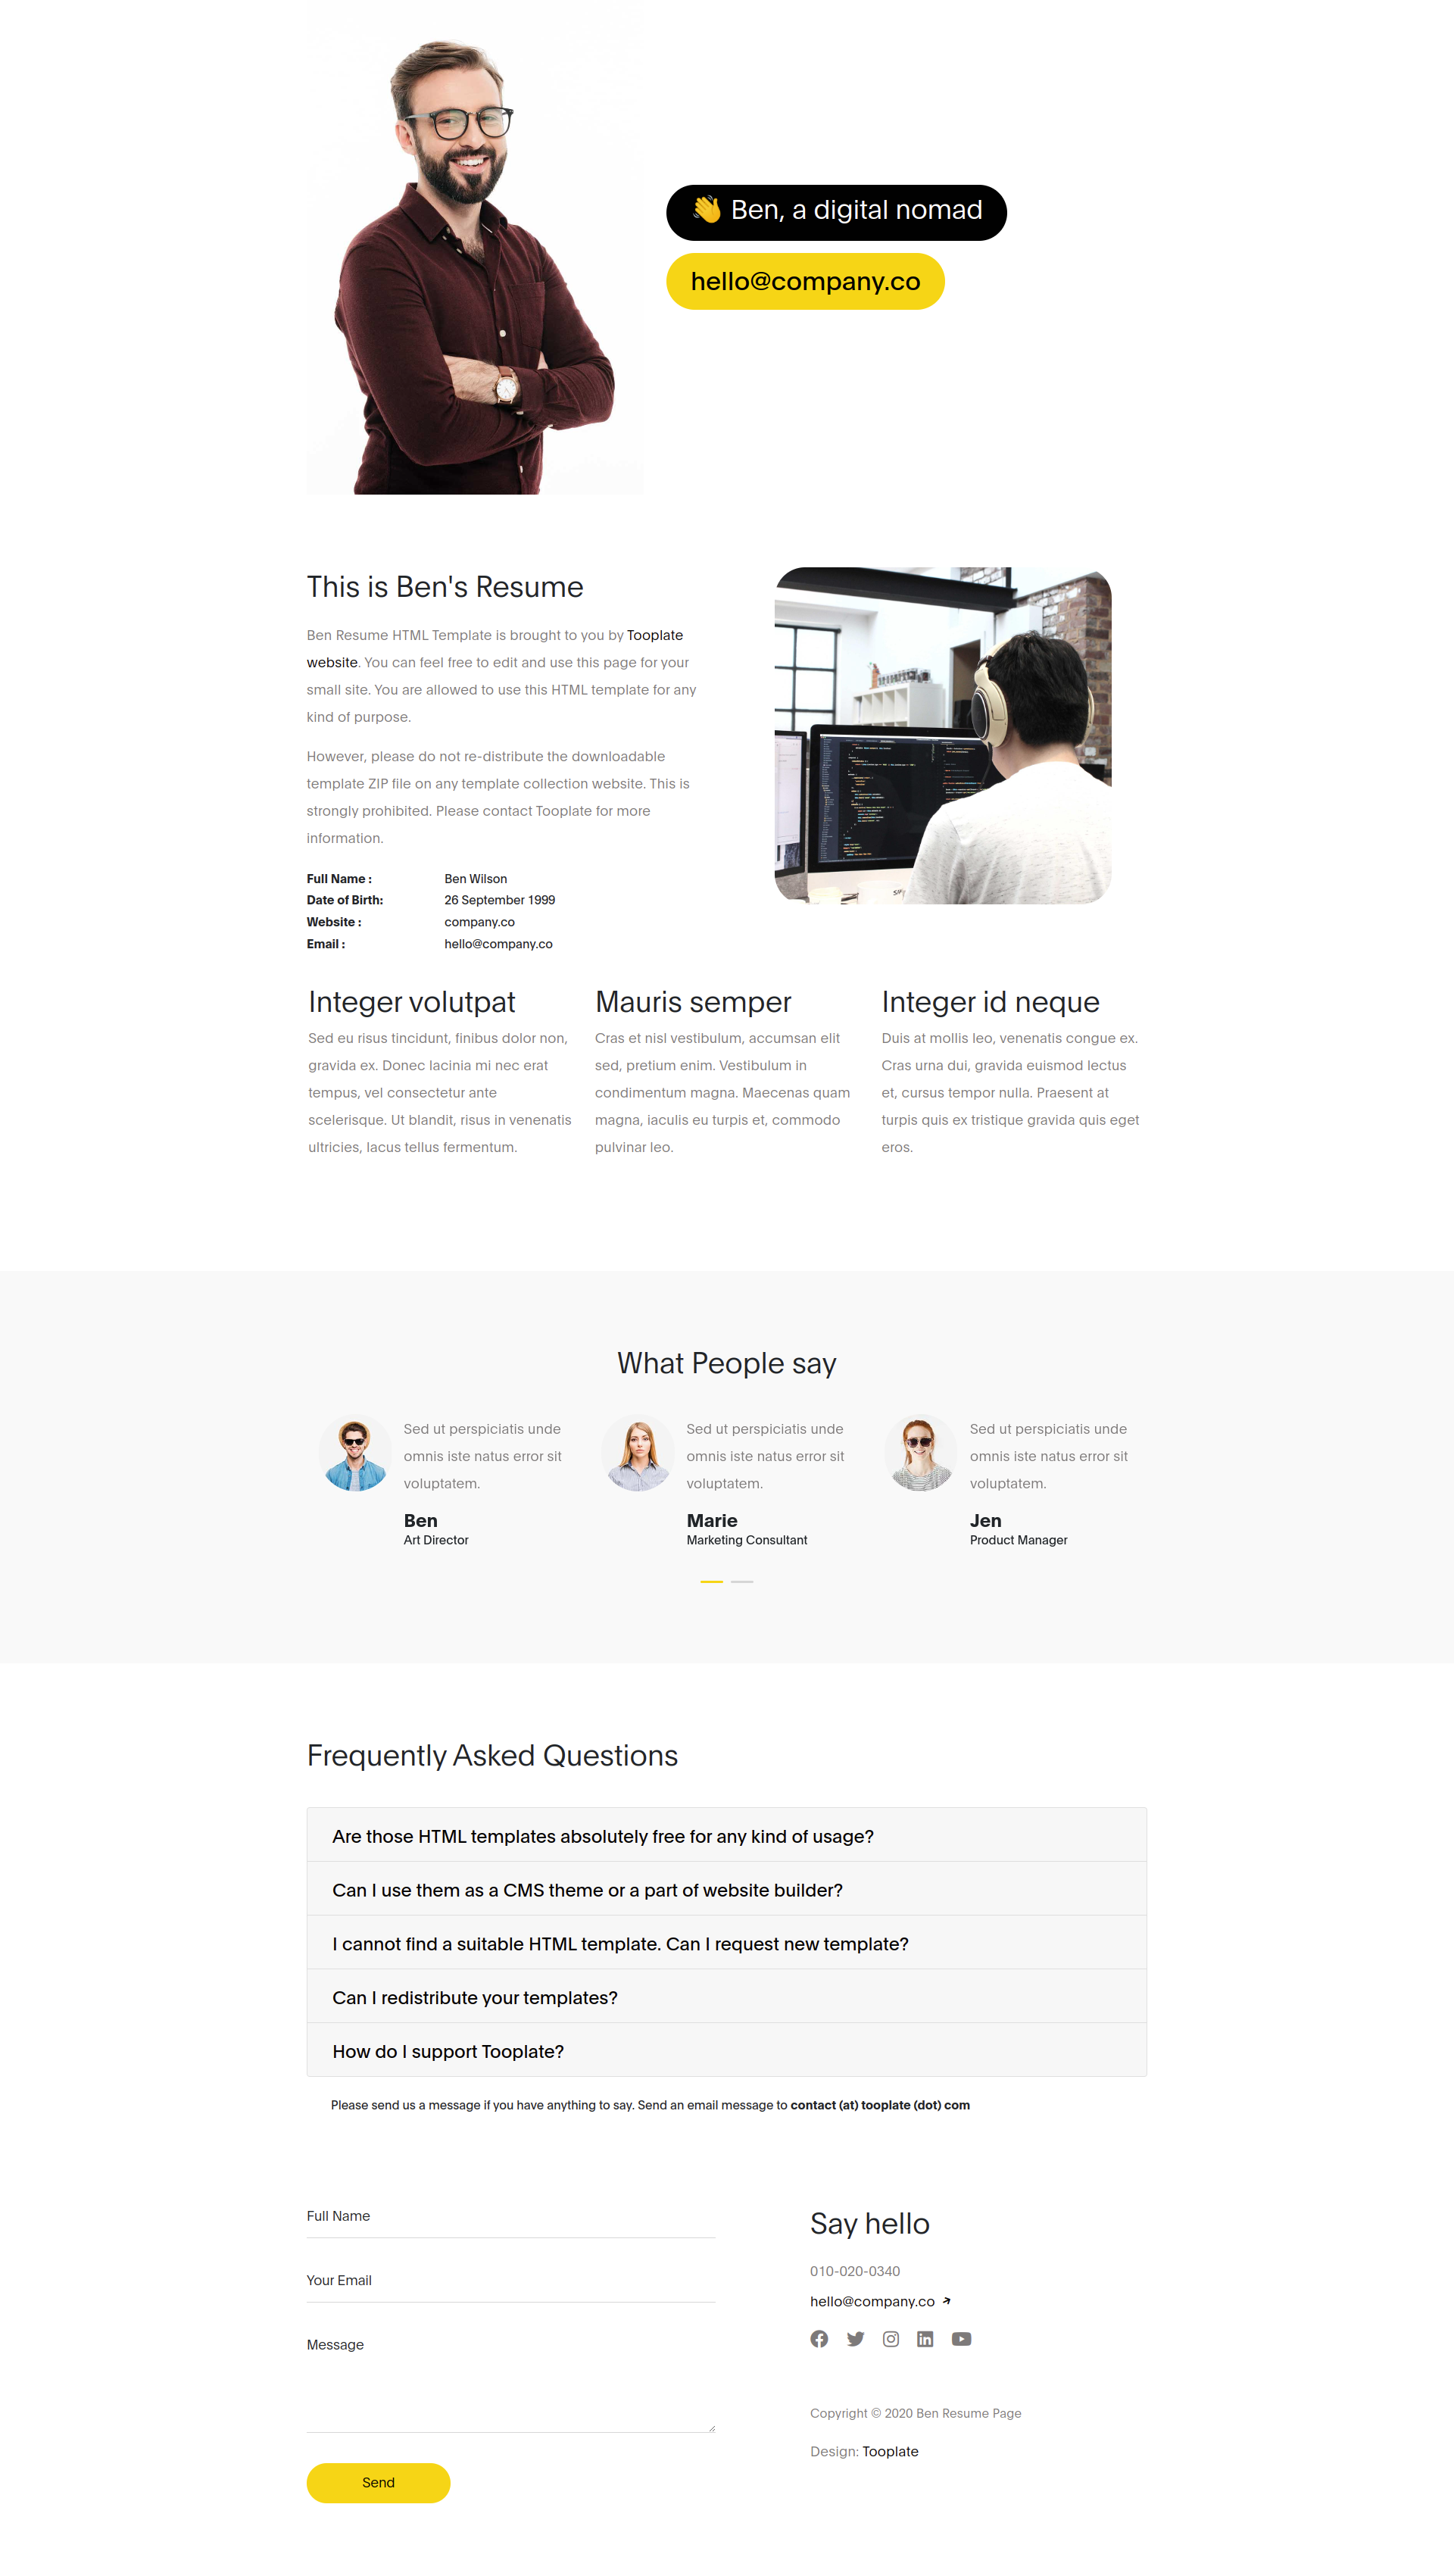 👋 Ben, a digital nomad
hello@company.co
This is Ben's Resume
Ben Resume HTML Template is brought to you by Tooplate
website. You can feel free to edit and use this page for your
small site. You are allowed to use this HTML template for any
kind of purpose.
However, please do not re-distribute the downloadable
template ZIP file on any template collection website. This is
strongly prohibited. Please contact Tooplate for more
information.
Full Name : Ben Wilson
Date of Birth: 26 September 1999
Website : company.co
Email : hello@company.co
Integer volutpat
Sed eu risus tincidunt, finibus dolor non,
gravida ex. Donec lacinia mi nec erat
tempus, vel consectetur ante
scelerisque. Ut blandit, risus in venenatis
ultricies, lacus tellus fermentum.
Mauris semper
Cras et nisl vestibulum, accumsan elit
sed, pretium enim. Vestibulum in
condimentum magna. Maecenas quam
magna, iaculis eu turpis et, commodo
pulvinar leo.
Integer id neque
Duis at mollis leo, venenatis congue ex.
Cras urna dui, gravida euismod lectus
et, cursus tempor nulla. Praesent at
turpis quis ex tristique gravida quis eget
eros.
What People say
Sed ut perspiciatis unde
omnis iste natus error sit
voluptatem.
Ben
Art Director
Sed ut perspiciatis unde
omnis iste natus error sit
voluptatem.
Marie
Marketing Consultant
Sed ut perspiciatis unde
omnis iste natus error sit
voluptatem.
Jen
Product Manager
Frequently Asked Questions
Are those HTML templates absolutely free for any kind of usage?
Can I use them as a CMS theme or a part of website builder?
I cannot find a suitable HTML template. Can I request new template?
Can I redistribute your templates?
How do I support Tooplate?
Please send us a message if you have anything to say. Send an email message to contact (at) tooplate (dot) com
Full Name
Your Email
Message
Send
Say hello
010-020-0340
hello@company.co
Copyright © 2020 Ben Resume Page
Design: Tooplate